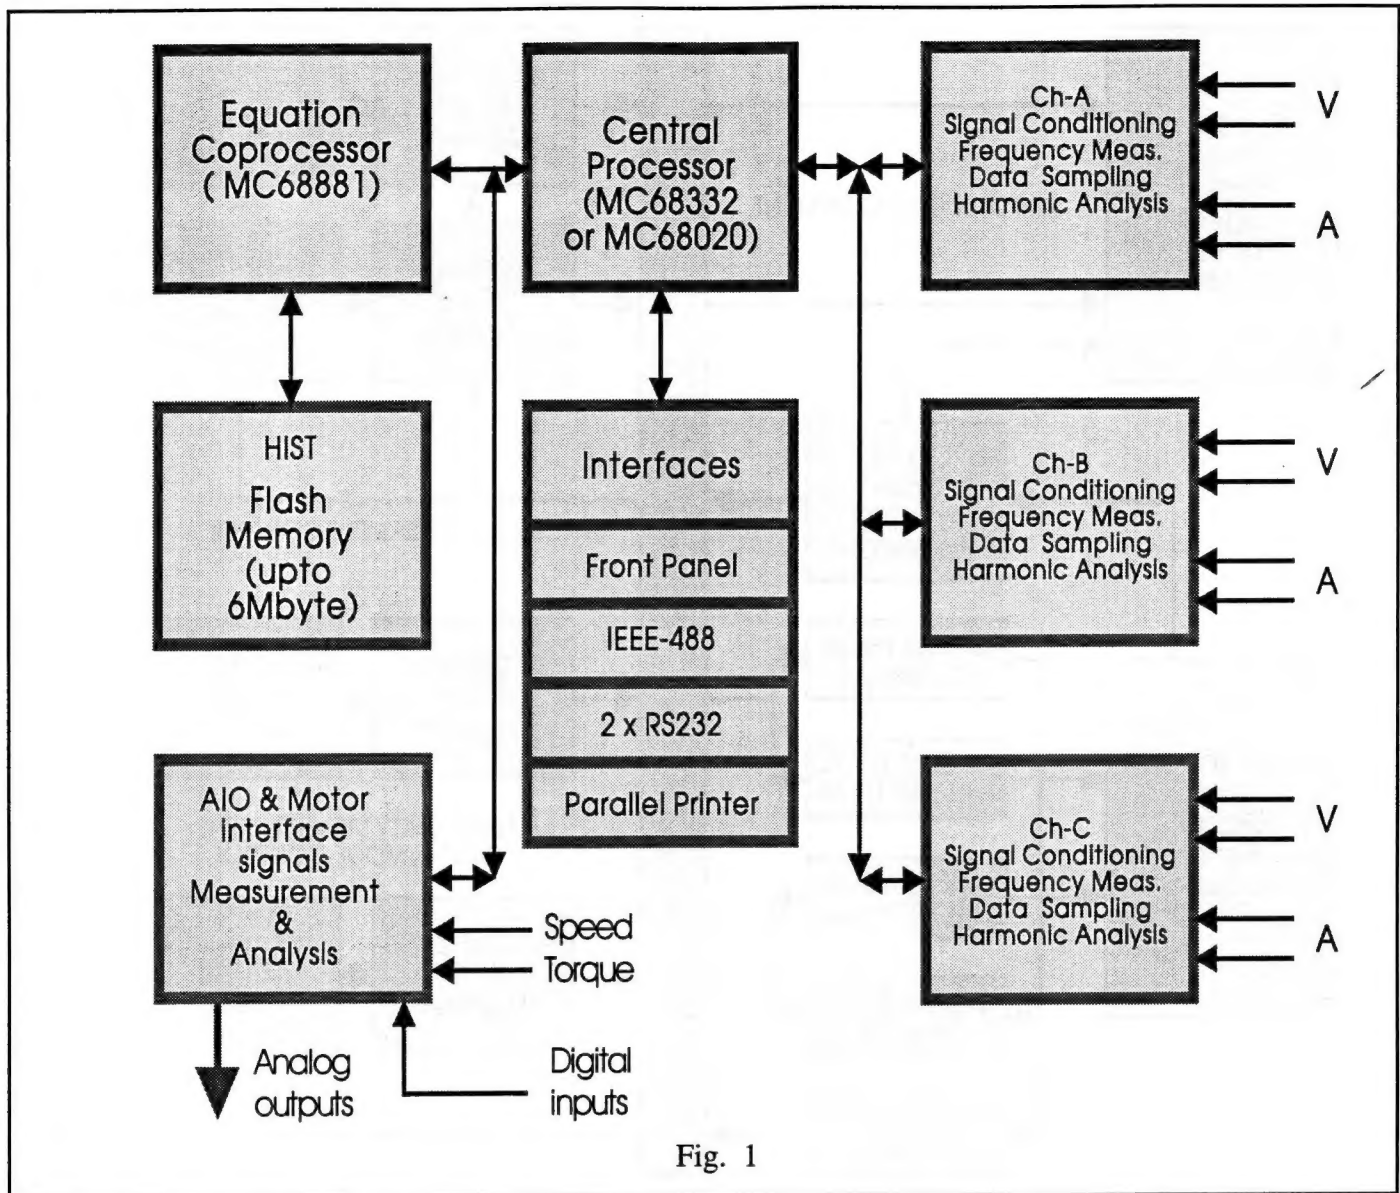 Equation
Coprocessor
( MC68881)
Central
Processor
(MC68332
or MC68020)
Ch-A
Signal Conditioning
Frequency Meas.
Data Sampling
Harmonic Analysis
V
A
HIST
Flash
Memory
(upto
6Mbyte)
Interfaces
Front Panel
IEEE-488
2 x RS232
Parallel Printer
Ch-B
Signal Conditioning
Frequency Meas.
Data Sampling
Harmonic Analysis
V
A
AIO & Motor
Interface
signals
Measurement
&
Analysis
Speed
Torque
Analog
outputs
Digital
inputs
Ch-C
Signal Conditioning
Frequency Meas.
Data Sampling
Harmonic Analysis
V
A
Fig. 1